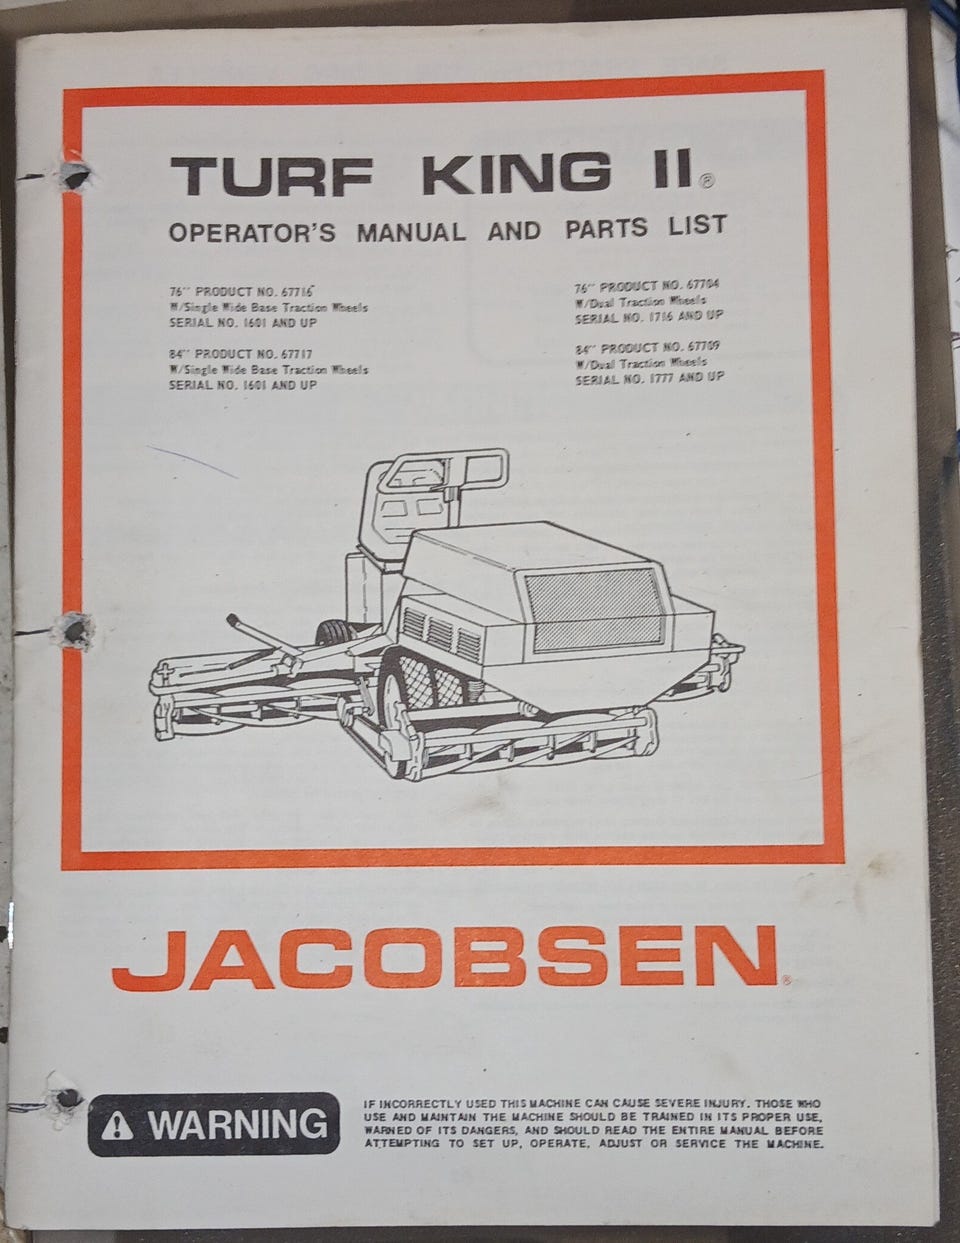 TURF KING II®
OPERATOR'S MANUAL AND PARTS LIST
76" PRODUCT NO. 67716
W/Single Wide Base Traction Wheels
SERIAL NO. 1601 AND UP
84" PRODUCT NO. 67717
W/Single Wide Base Traction Wheels
SERIAL NO. 1601 AND UP
76" PRODUCT NO. 67704
W/Dual Traction Wheels
SERIAL NO. 1716 AND UP
84" PRODUCT NO. 67709
W/Dual Traction Wheels
SERIAL NO. 1777 AND UP
JACOBSEN®
WARNING
IF INCORRECTLY USED THIS MACHINE CAN CAUSE SEVERE INJURY. THOSE WHO
USE AND MAINTAIN THE MACHINE SHOULD BE TRAINED IN ITS PROPER USE,
WARNED OF ITS DANGERS, AND SHOULD READ THE ENTIRE MANUAL BEFORE
ATTEMPTING TO SET UP, OPERATE, ADJUST OR SERVICE THE MACHINE.